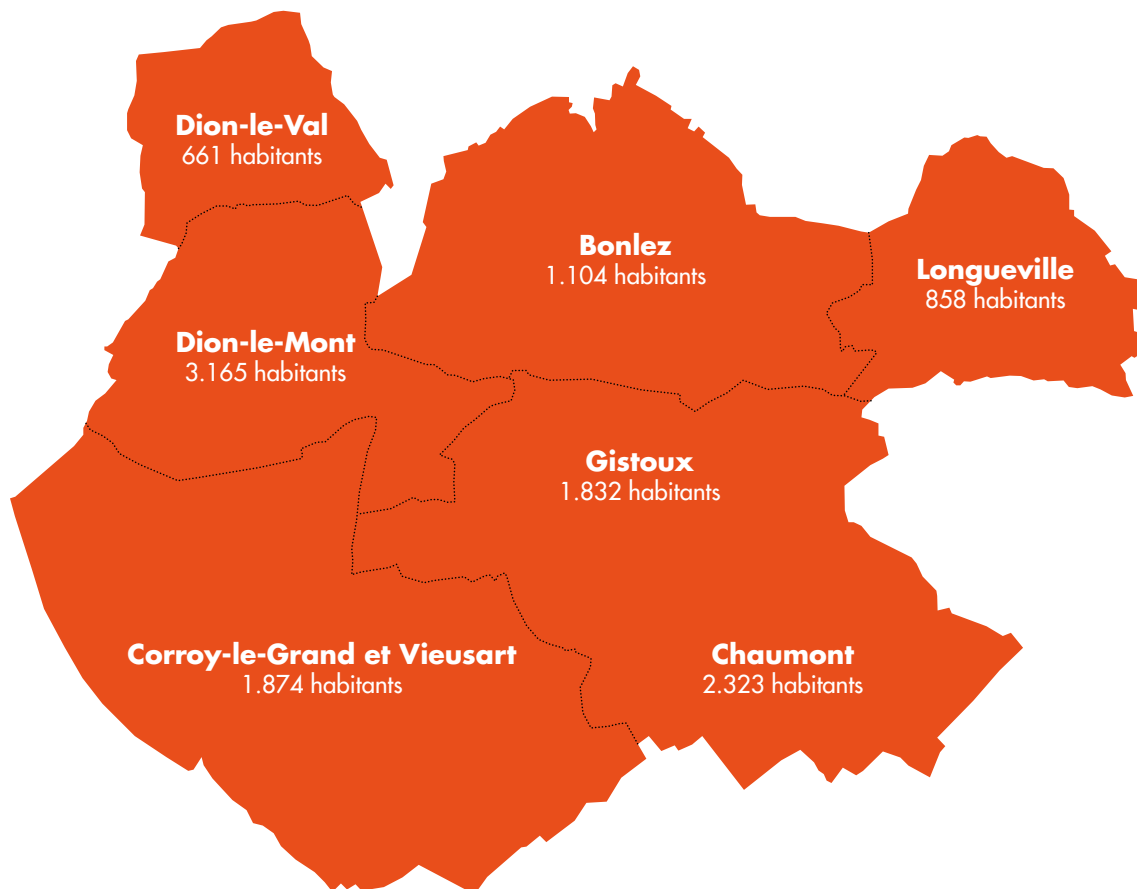 Dion-le-Val
661 habitants
Bonlez
1.104 habitants
Longueville
858 habitants
Dion-le-Mont
3.165 habitants
Gistoux
1.832 habitants
Corroy-le-Grand et Vieusart
1.874 habitants
Chaumont
2.323 habitants